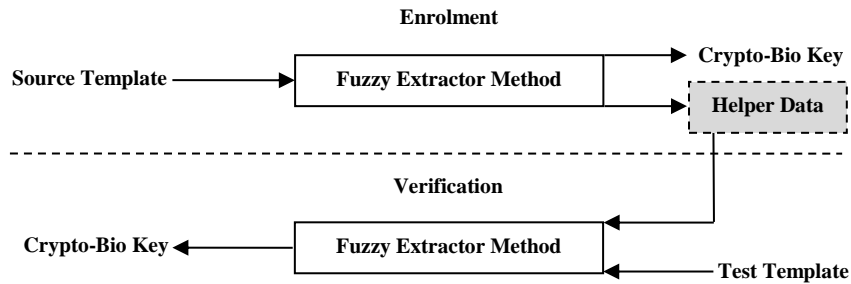 Enrolment
Source Template
Fuzzy Extractor Method
Crypto-Bio Key
Helper Data
Verification
Crypto-Bio Key
Fuzzy Extractor Method
Test Template